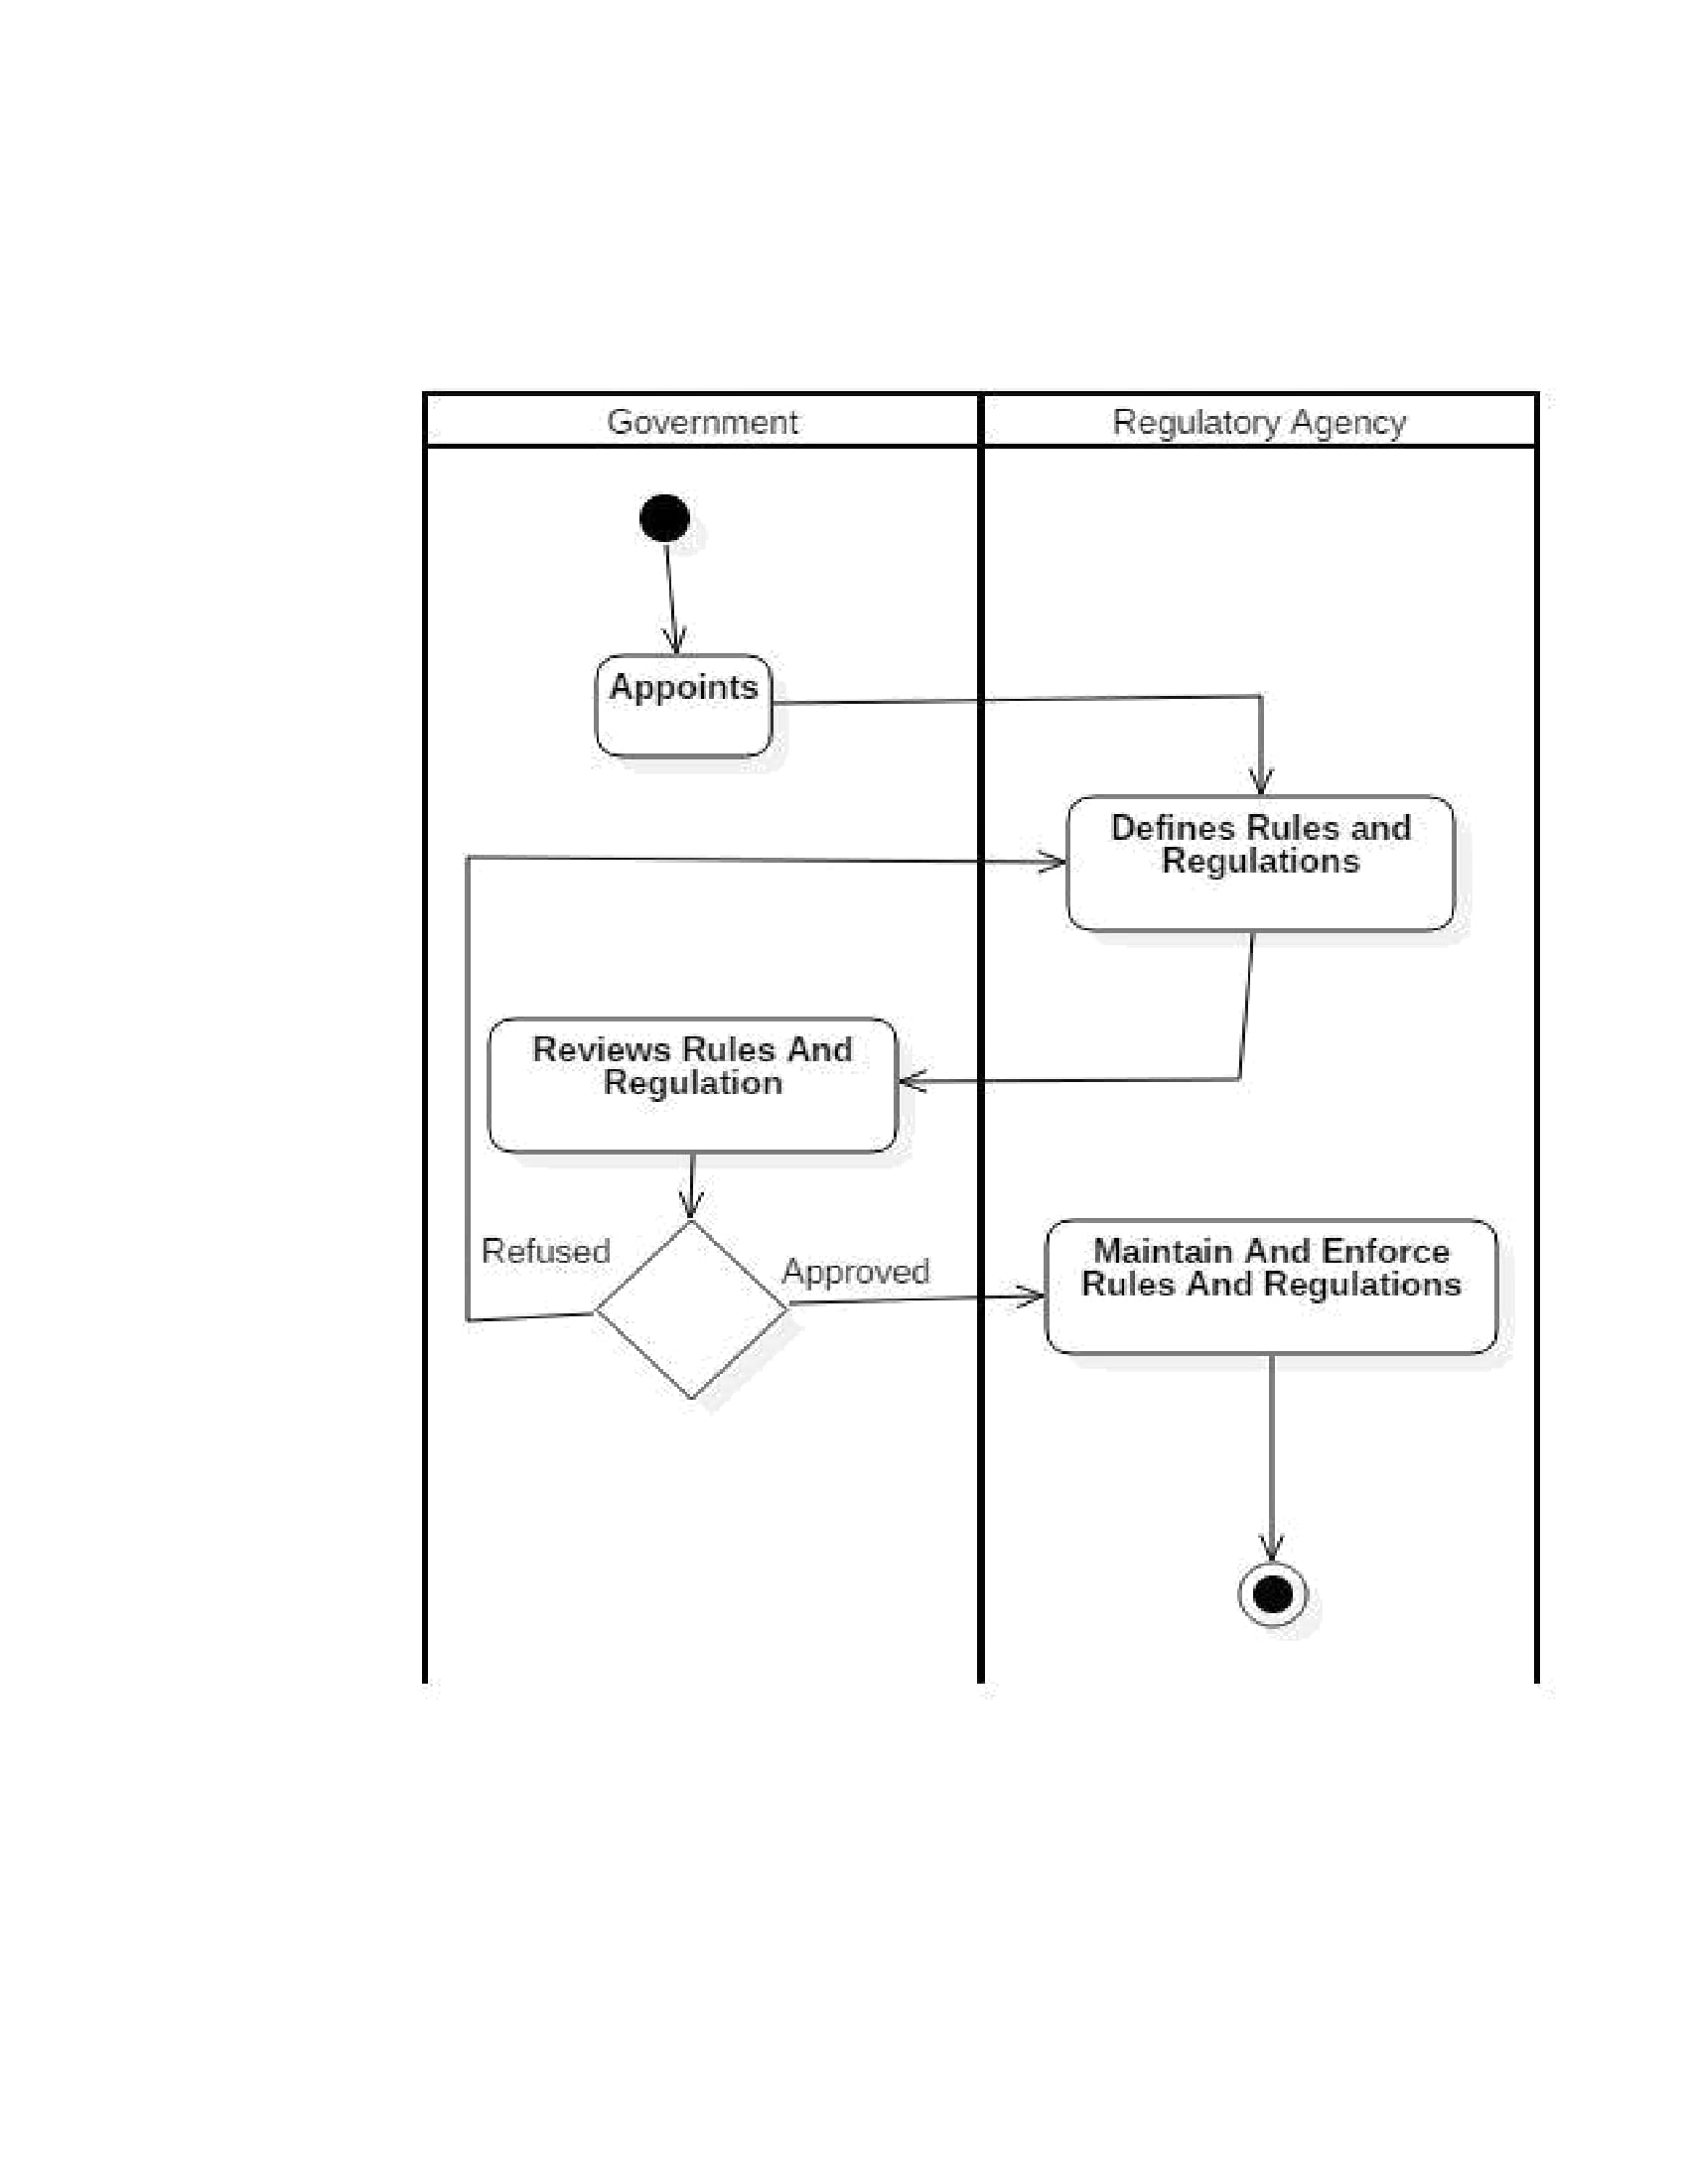 Government
Regulatory Agency
Appoints
Defines Rules and
Regulations
Reviews Rules And
Regulation
Refused
Approved
Maintain And Enforce
Rules And Regulations